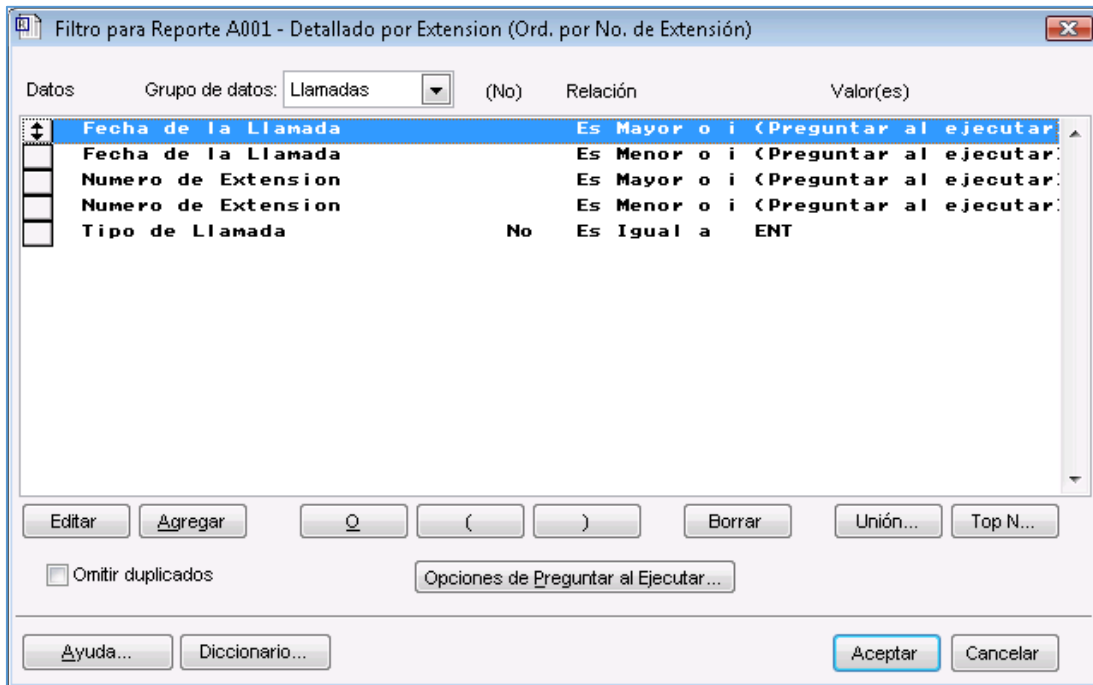 Filtro para Reporte A001 - Detallado por Extension (Ord. por No. de Extensión)
Datos Grupo de datos: Llamadas (No) Relación Valor(es)
Fecha de la Llamada Es Mayor o i (Preguntar al ejecutar)
Fecha de la Llamada Es Menor o i (Preguntar al ejecutar)
Numero de Extension Es Mayor o i (Preguntar al ejecutar)
Numero de Extension Es Menor o i (Preguntar al ejecutar)
Tipo de Llamada No Es Igual a ENT
Editar Agregar O ( ) Borrar Unión... Top N...
Omitir duplicados Opciones de Preguntar al Ejecutar...
Ayuda... Diccionario... Aceptar Cancelar